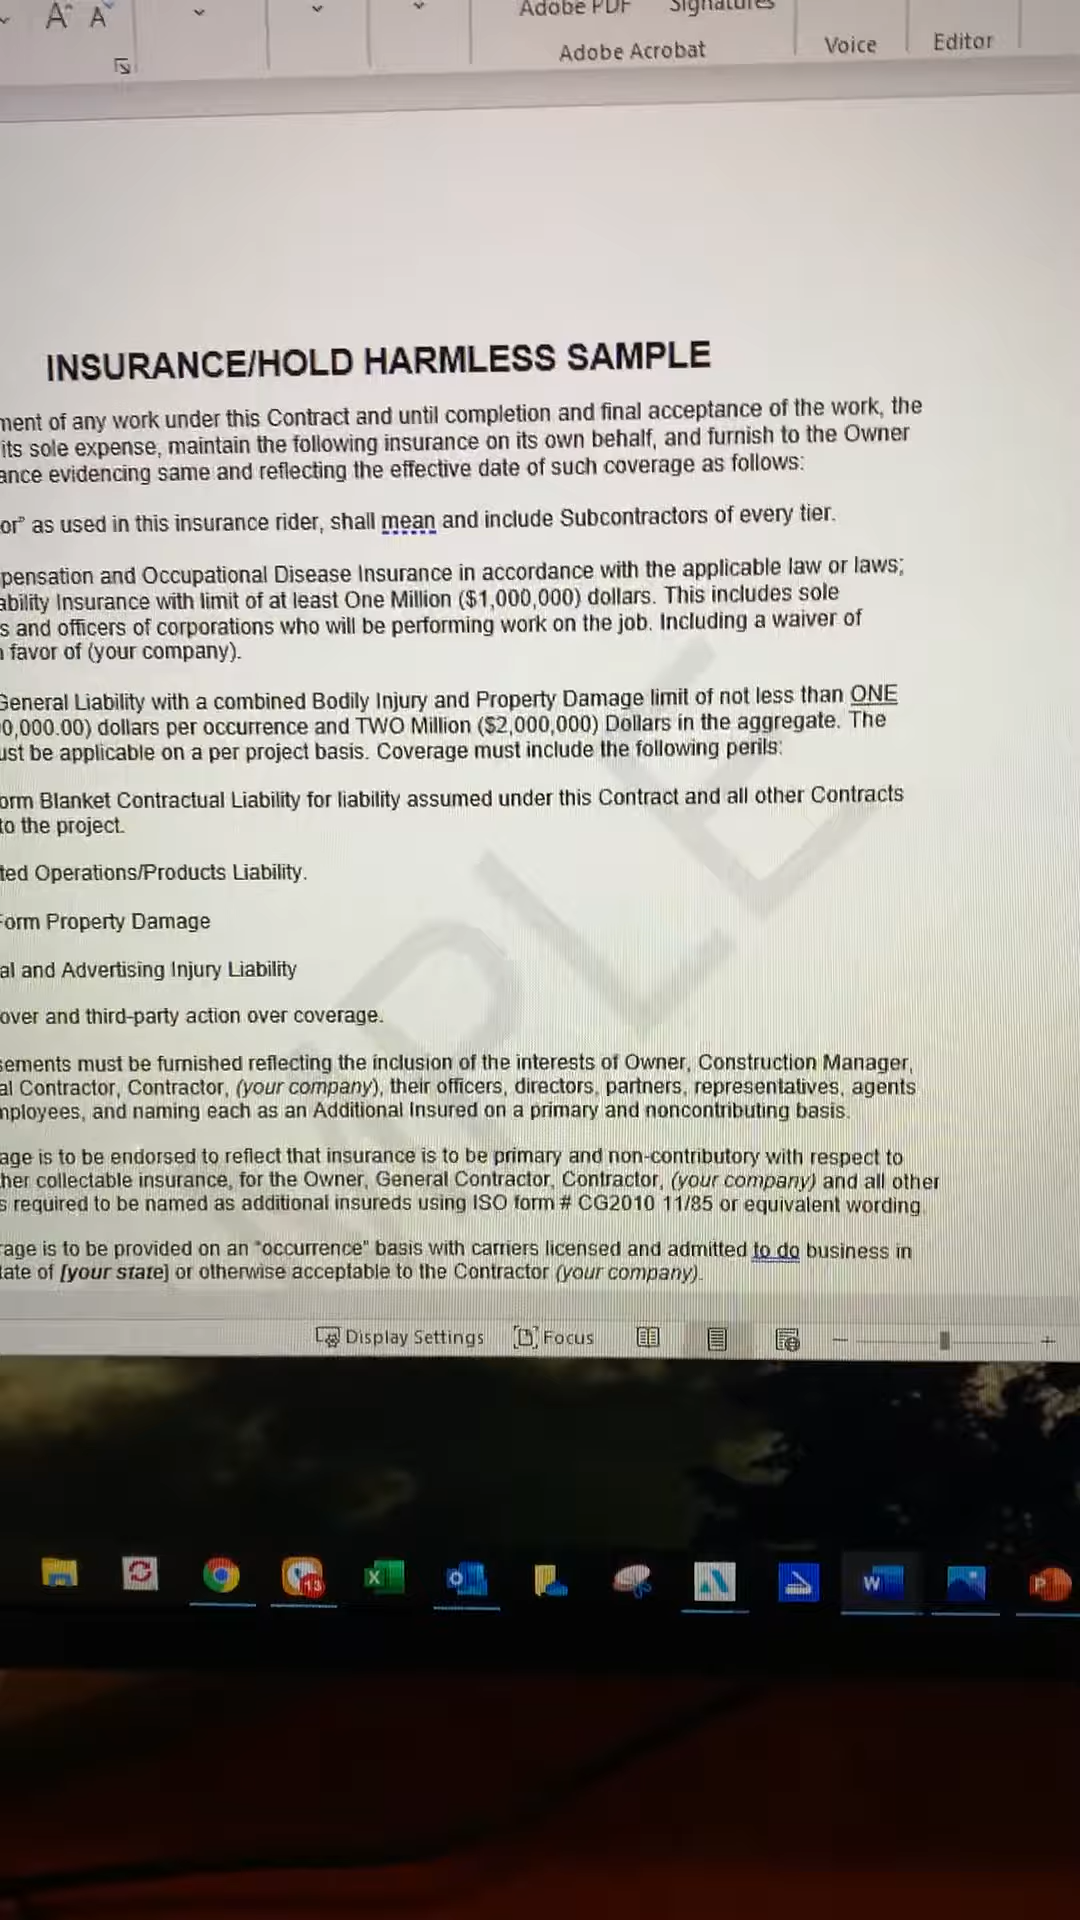 Adobe PDF Signatures
Adobe Acrobat Voice Editor
INSURANCE/HOLD HARMLESS SAMPLE
ment of any work under this Contract and until completion and final acceptance of the work, the
its sole expense, maintain the following insurance on its own behalf, and furnish to the Owner
ance evidencing same and reflecting the effective date of such coverage as follows:
or" as used in this insurance rider, shall mean and include Subcontractors of every tier.
pensation and Occupational Disease Insurance in accordance with the applicable law or laws;
ability Insurance with limit of at least One Million ($1,000,000) dollars. This includes sole
s and officers of corporations who will be performing work on the job. Including a waiver of
favor of (your company).
General Liability with a combined Bodily Injury and Property Damage limit of not less than ONE
0,000.00) dollars per occurrence and TWO Million ($2,000,000) Dollars in the aggregate. The
ust be applicable on a per project basis. Coverage must include the following perils:
orm Blanket Contractual Liability for liability assumed under this Contract and all other Contracts
to the project.
ted Operations/Products Liability.
Form Property Damage
al and Advertising Injury Liability
over and third-party action over coverage.
sements must be furnished reflecting the inclusion of the interests of Owner, Construction Manager,
al Contractor, Contractor, (your company), their officers, directors, partners, representatives, agents
mployees, and naming each as an Additional Insured on a primary and noncontributing basis.
age is to be endorsed to reflect that insurance is to be primary and non-contributory with respect to
her collectable insurance, for the Owner, General Contractor, Contractor, (your company) and all other
s required to be named as additional insureds using ISO form # CG2010 11/85 or equivalent wording.
rage is to be provided on an "occurrence" basis with carriers licensed and admitted to do business in
tate of [your state] or otherwise acceptable to the Contractor (your company).
MPLE
Display Settings Focus
13